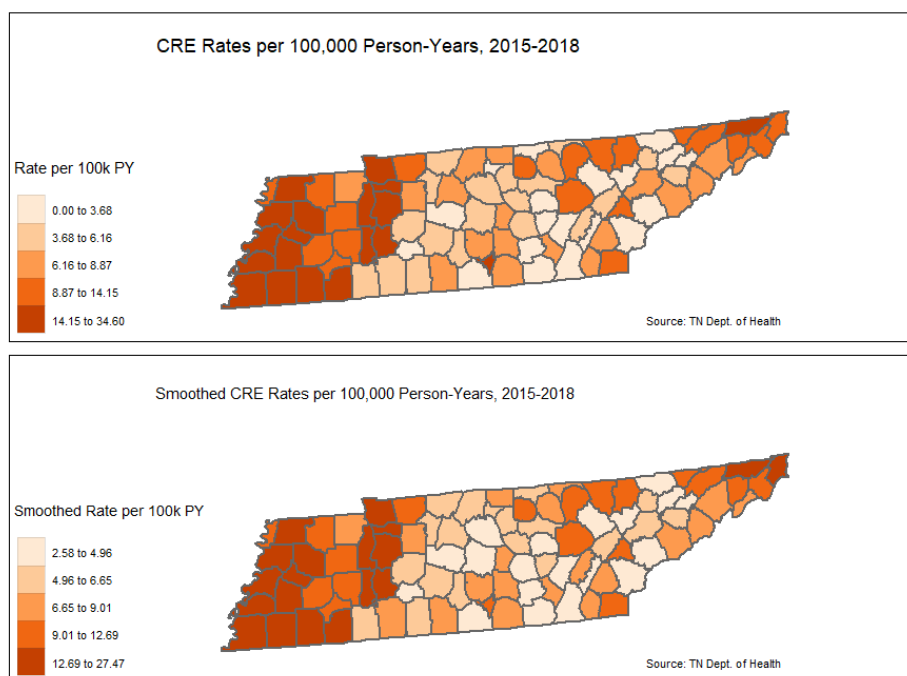 CRE Rates per 100,000 Person-Years, 2015-2018
Rate per 100k PY
0.00 to 3.68
3.68 to 6.16
6.16 to 8.87
8.87 to 14.15
14.15 to 34.60
Source: TN Dept. of Health
Smoothed CRE Rates per 100,000 Person-Years, 2015-2018
Smoothed Rate per 100k PY
2.58 to 4.96
4.96 to 6.65
6.65 to 9.01
9.01 to 12.69
12.69 to 27.47
Source: TN Dept. of Health